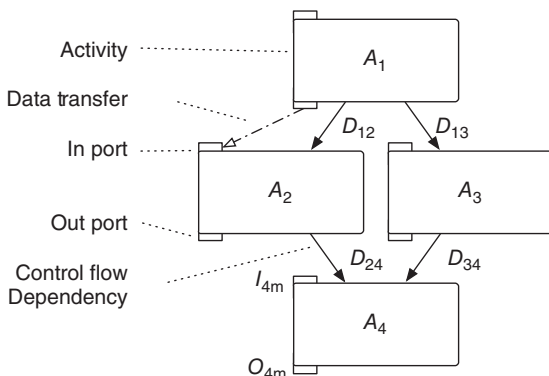 Activity
A1
Data transfer
D12
D13
In port
A2
A3
Out port
Control flow
Dependency
D24
D34
I4m
A4
O4m